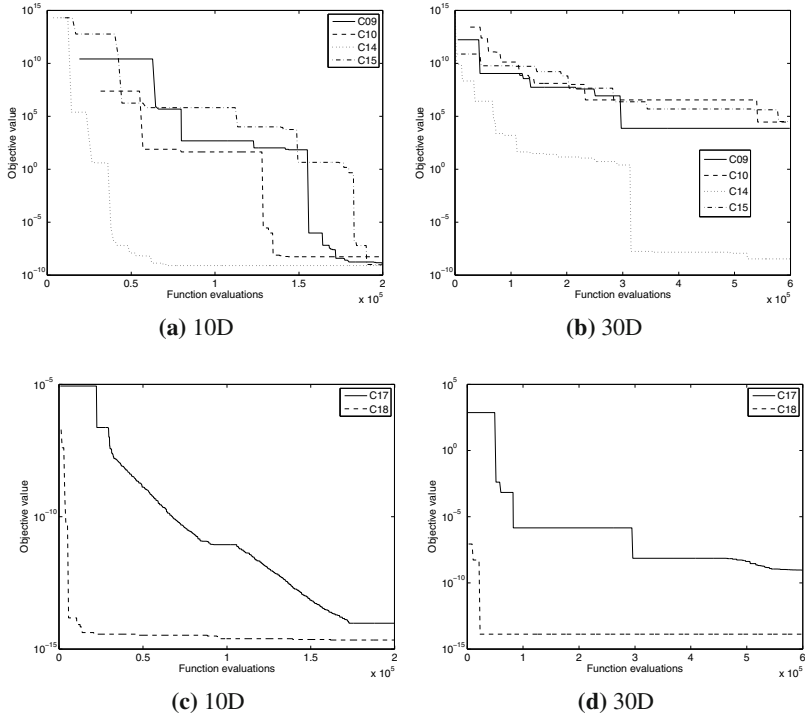 10^15
10^10
10^5
10^0
10^-5
10^-10
Objective value
C09
C10
C14
C15
0 0.5 1 1.5 2
Function evaluations
x 10^5
(a) 10D
10^15
10^10
10^5
10^0
10^-5
10^-10
Objective value
C09
C10
C14
C15
0 1 2 3 4 5 6
Function evaluations
x 10^5
(b) 30D
10^-5
10^-10
10^-15
Objective value
C17
C18
0 0.5 1 1.5 2
Function evaluations
x 10^5
(c) 10D
10^5
10^0
10^-5
10^-10
10^-15
Objective value
C17
C18
0 1 2 3 4 5 6
Function evaluations
x 10^5
(d) 30D